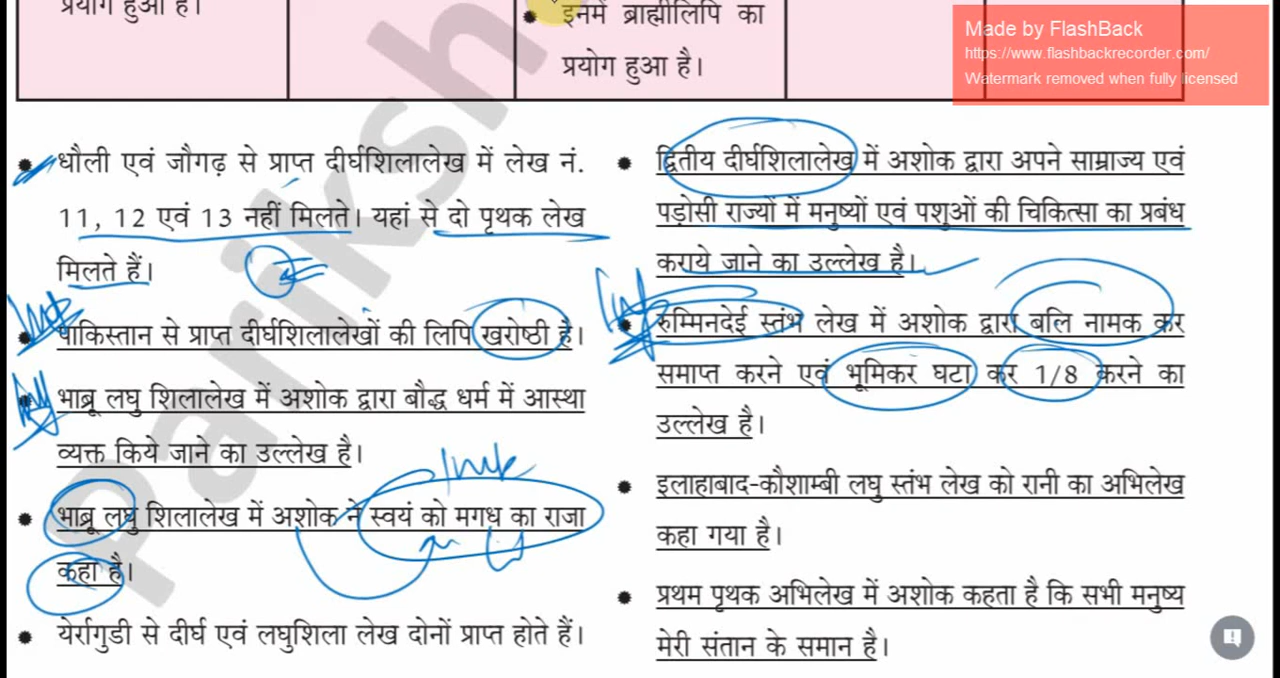 प्रयोग हुआ है।
इनमें ब्राह्मीलिपि का
प्रयोग हुआ है।
Made by FlashBack
https://www.flashbackrecorder.com/
Watermark removed when fully licensed
धौली एवं जौगढ़ से प्राप्त दीर्घशिलालेख में लेख नं.
11, 12 एवं 13 नहीं मिलते। यहां से दो पृथक लेख
मिलते हैं।
पाकिस्तान से प्राप्त दीर्घशिलालेखों की लिपि खरोष्ठी है।
भाब्रू लघु शिलालेख में अशोक द्वारा बौद्ध धर्म में आस्था
व्यक्त किये जाने का उल्लेख है।
भाब्रू लघु शिलालेख में अशोक ने स्वयं को मगध का राजा
कहा है।
येर्रागुडी से दीर्घ एवं लघुशिला लेख दोनों प्राप्त होते हैं।
द्वितीय दीर्घशिलालेख में अशोक द्वारा अपने साम्राज्य एवं
पड़ोसी राज्यों में मनुष्यों एवं पशुओं की चिकित्सा का प्रबंध
कराये जाने का उल्लेख है।
रुम्मिनदेई स्तंभ लेख में अशोक द्वारा बलि नामक कर
समाप्त करने एवं भूमिकर घटा कर 1/8 करने का
उल्लेख है।
इलाहाबाद-कौशाम्बी लघु स्तंभ लेख को रानी का अभिलेख
कहा गया है।
प्रथम पृथक अभिलेख में अशोक कहता है कि सभी मनुष्य
मेरी संतान के समान है।
Pariksh